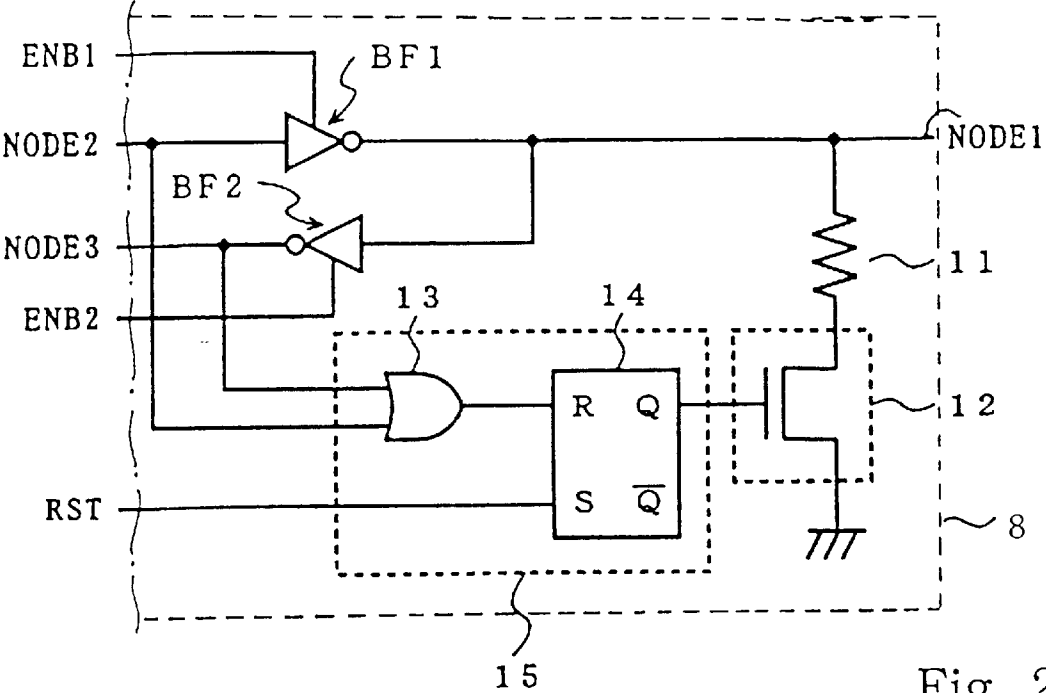 ENB1
BF1
NODE2
NODE1
BF2
NODE3
11
ENB2
13
14
R Q
12
RST
S Q̅
8
15
Fig. 2